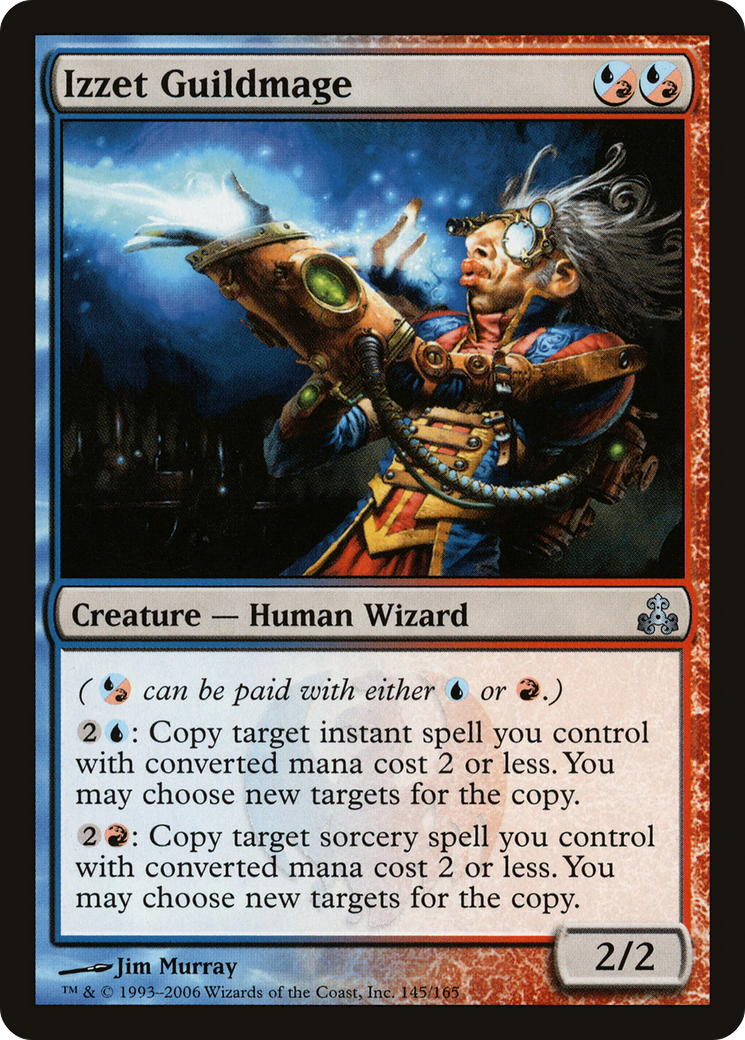 Izzet Guildmage
Creature — Human Wizard
( can be paid with either or .)
2 : Copy target instant spell you control
with converted mana cost 2 or less. You
may choose new targets for the copy.
2 : Copy target sorcery spell you control
with converted mana cost 2 or less. You
may choose new targets for the copy.
2/2
Jim Murray
™ & © 1993–2006 Wizards of the Coast, Inc. 145/165